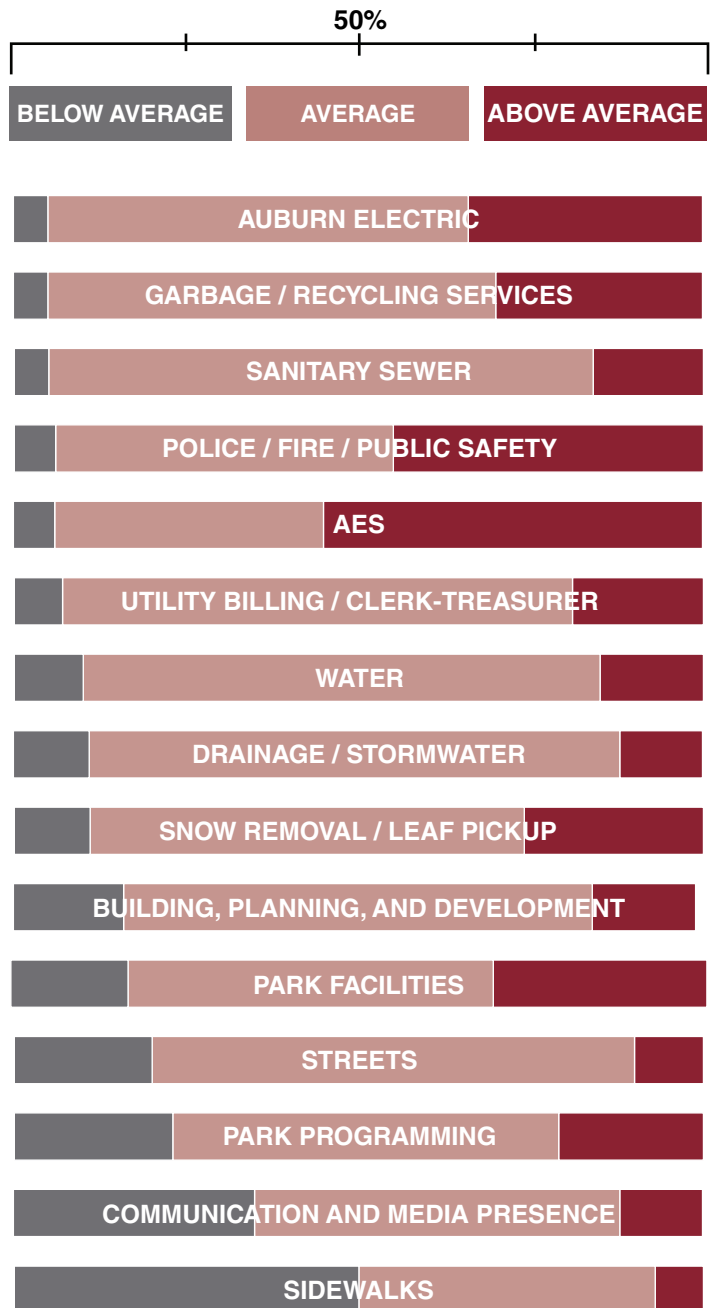 50%
BELOW AVERAGE AVERAGE ABOVE AVERAGE
AUBURN ELECTRIC
GARBAGE / RECYCLING SERVICES
SANITARY SEWER
POLICE / FIRE / PUBLIC SAFETY
AES
UTILITY BILLING / CLERK-TREASURER
WATER
DRAINAGE / STORMWATER
SNOW REMOVAL / LEAF PICKUP
BUILDING, PLANNING, AND DEVELOPMENT
PARK FACILITIES
STREETS
PARK PROGRAMMING
COMMUNICATION AND MEDIA PRESENCE
SIDEWALKS